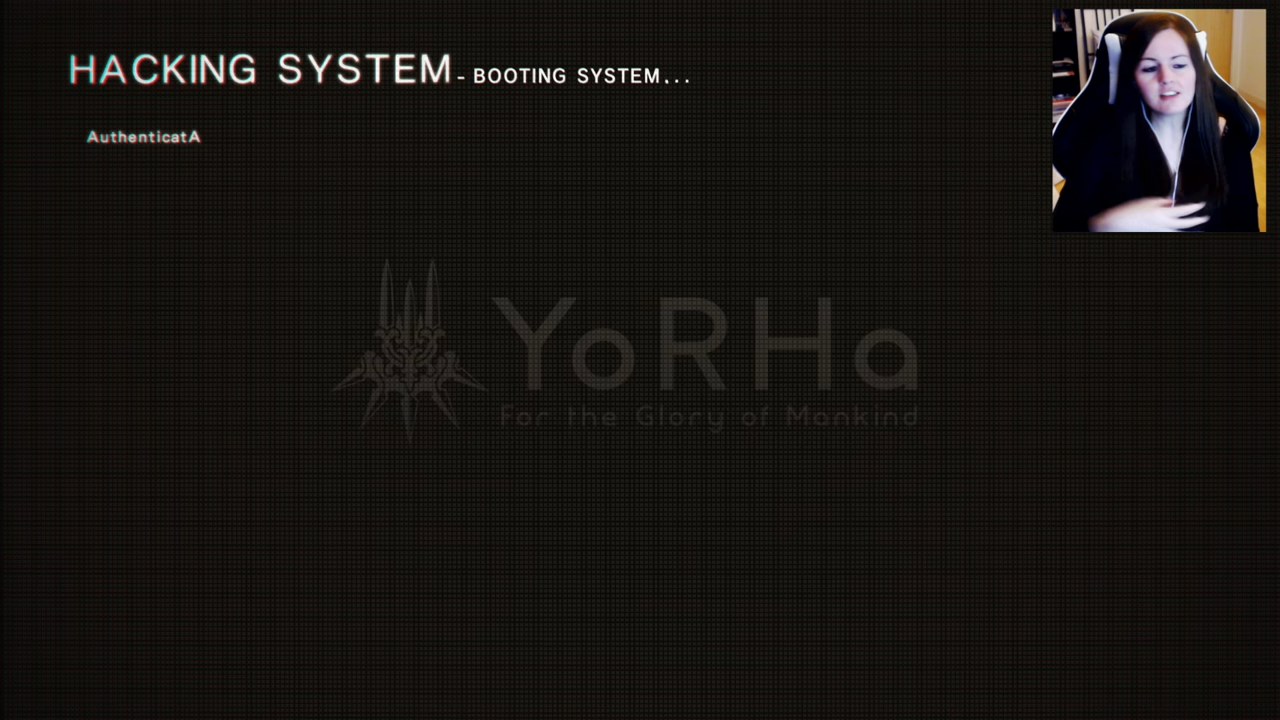 HACKING SYSTEM - BOOTING SYSTEM...
AuthenticatA
YoRHa
For the Glory of Mankind